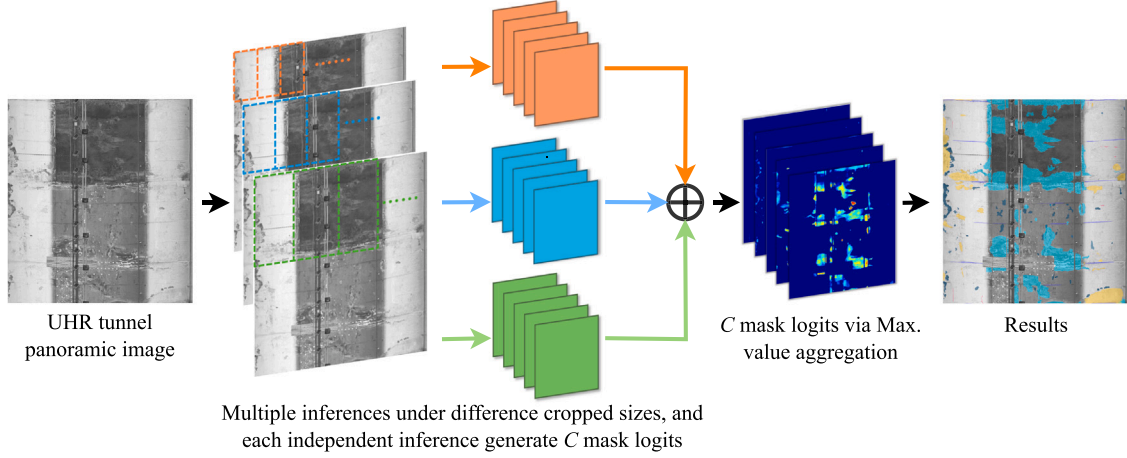 UHR tunnel
panoramic image
Multiple inferences under difference cropped sizes, and
each independent inference generate C mask logits
C mask logits via Max.
value aggregation
Results